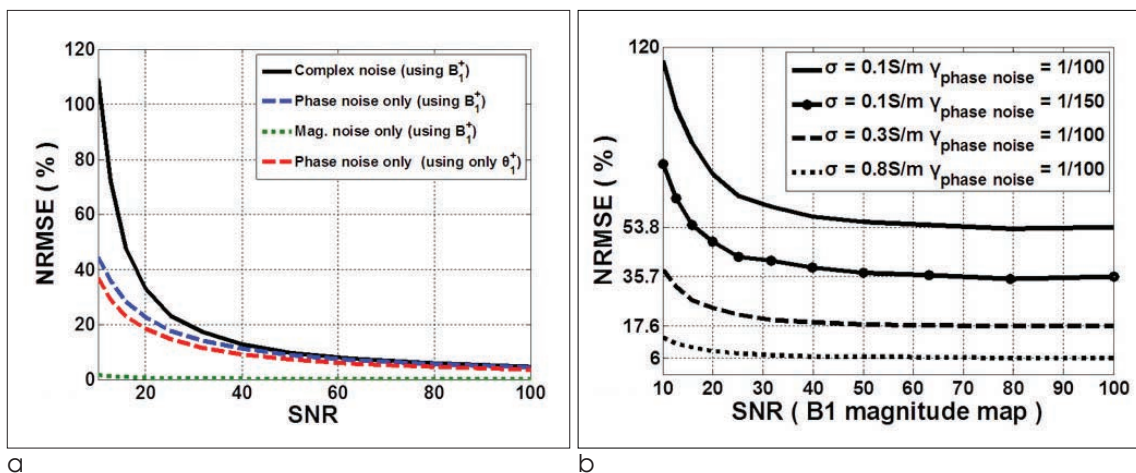 120
100
80
60
40
20
0
NRMSE ( % )
20
40
60
80
100
SNR
Complex noise (using B₁⁺)
Phase noise only (using B₁⁺)
Mag. noise only (using B₁⁺)
Phase noise only (using only θ₁⁺)
a
120
53.8
35.7
17.6
6
NRMSE ( % )
10 20 30 40 50 60 70 80 90 100
SNR ( B1 magnitude map )
σ = 0.1S/m γphase noise = 1/100
σ = 0.1S/m γphase noise = 1/150
σ = 0.3S/m γphase noise = 1/100
σ = 0.8S/m γphase noise = 1/100
b